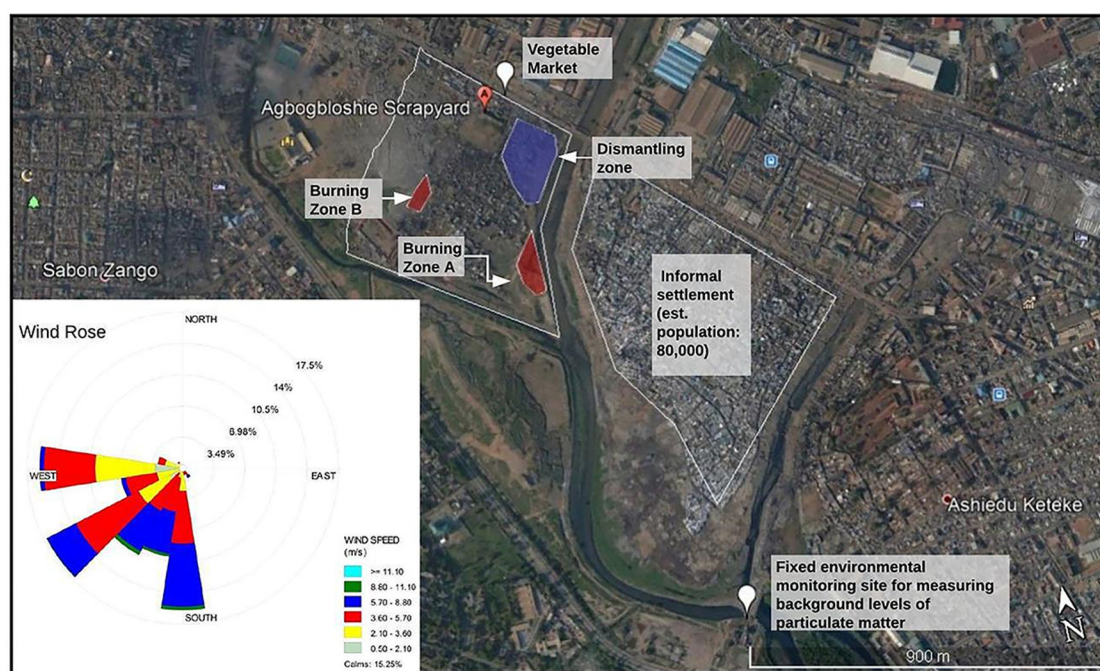 Vegetable
Market
Agbogbloshie Scrapyard
A
Dismantling
zone
Burning
Zone B
Burning
Zone A
Sabon Zango
Informal
settlement
(est.
population:
80,000)
Wind Rose
NORTH
17.5%
14%
10.5%
6.98%
3.49%
WEST
EAST
SOUTH
WIND SPEED
(m/s)
>= 11.10
8.80 - 11.10
5.70 - 8.80
3.60 - 5.70
2.10 - 3.60
0.50 - 2.10
Calms: 15.25%
Ashiedu Keteke
Fixed environmental
monitoring site for measuring
background levels of
particulate matter
N
900 m